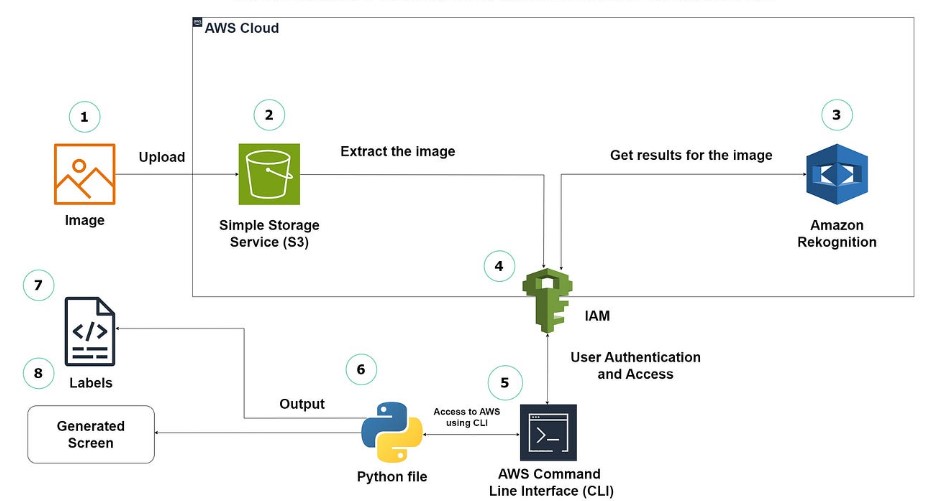 AWS Cloud
1
2
3
Upload
Extract the image
Get results for the image
Image
Simple Storage
Service (S3)
Amazon
Rekognition
4
IAM
7
User Authentication
and Access
8
Labels
6
5
Output
Access to AWS
using CLI
Generated
Screen
Python file
AWS Command
Line Interface (CLI)